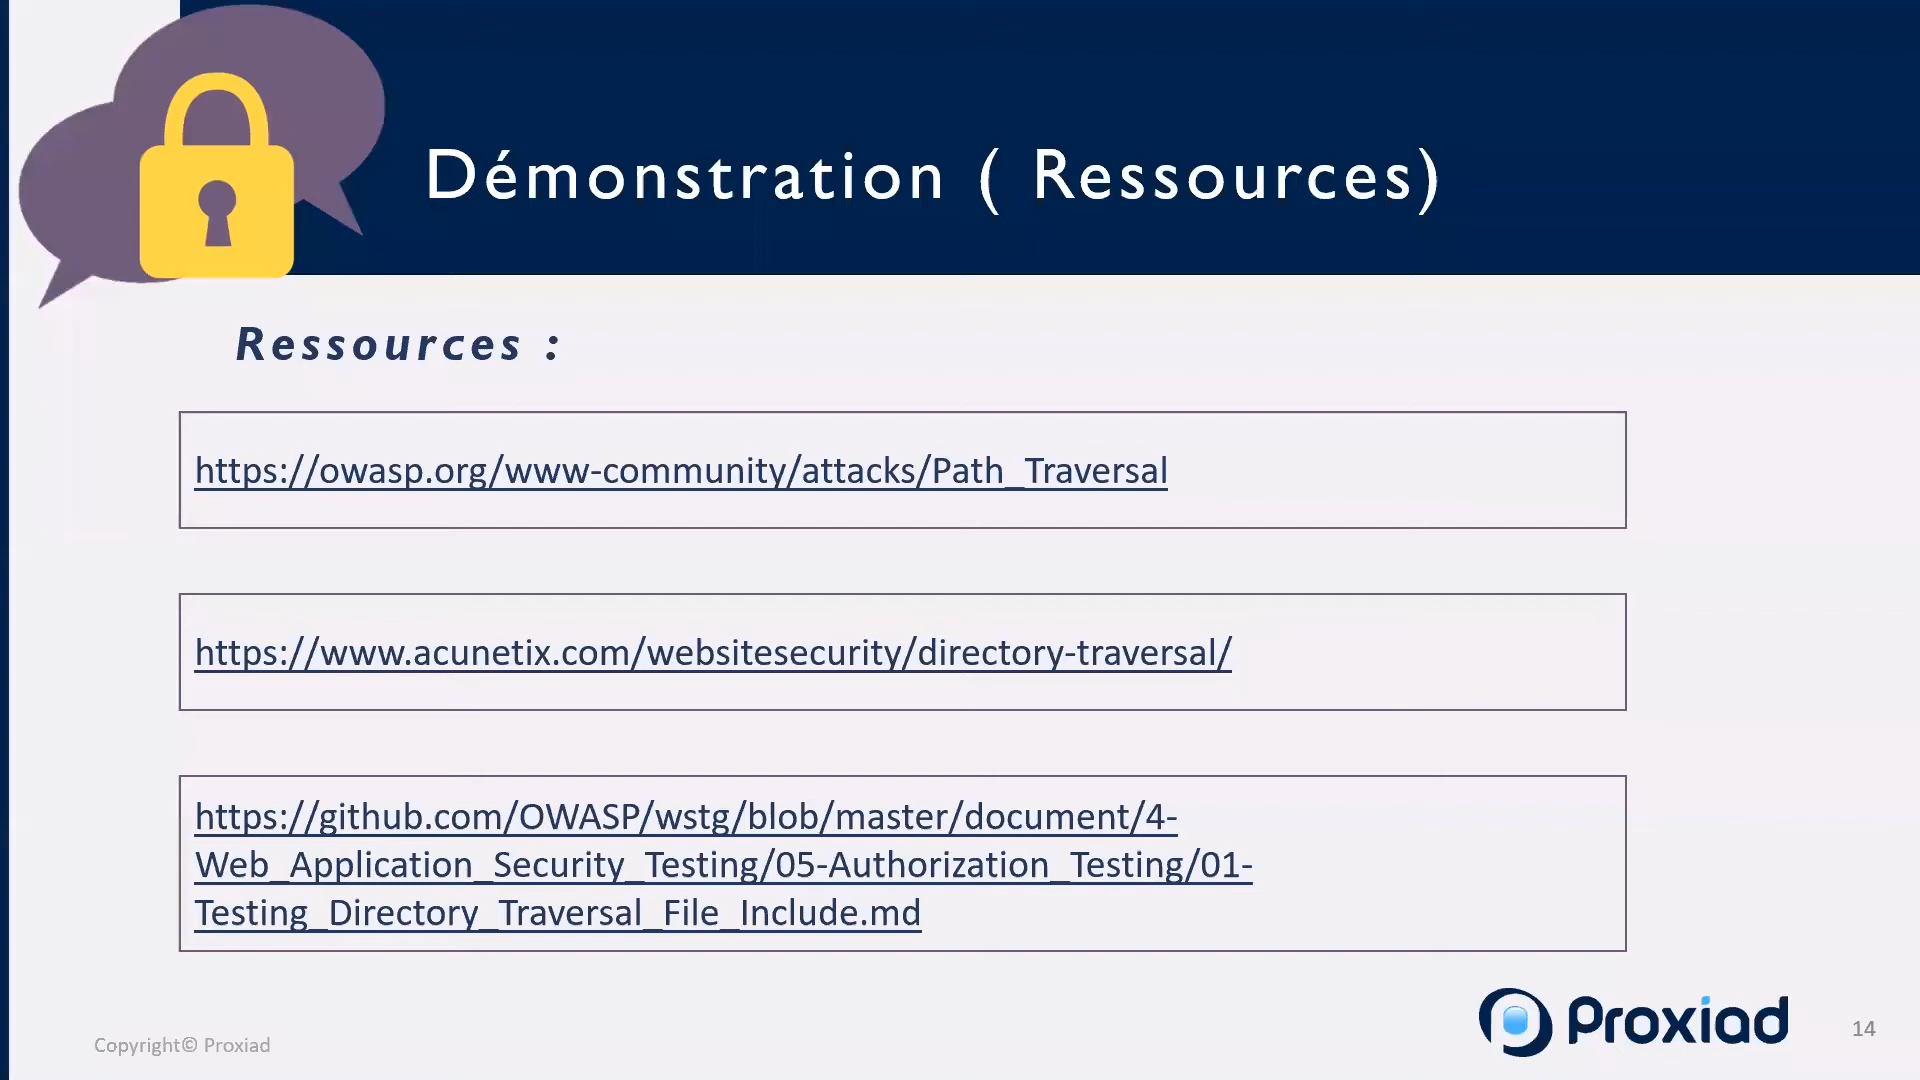 Démonstration ( Ressources)
Ressources :
https://owasp.org/www-community/attacks/Path_Traversal
https://www.acunetix.com/websitesecurity/directory-traversal/
https://github.com/OWASP/wstg/blob/master/document/4-
Web_Application_Security_Testing/05-Authorization_Testing/01-
Testing_Directory_Traversal_File_Include.md
Copyright© Proxiad
Proxiad
14